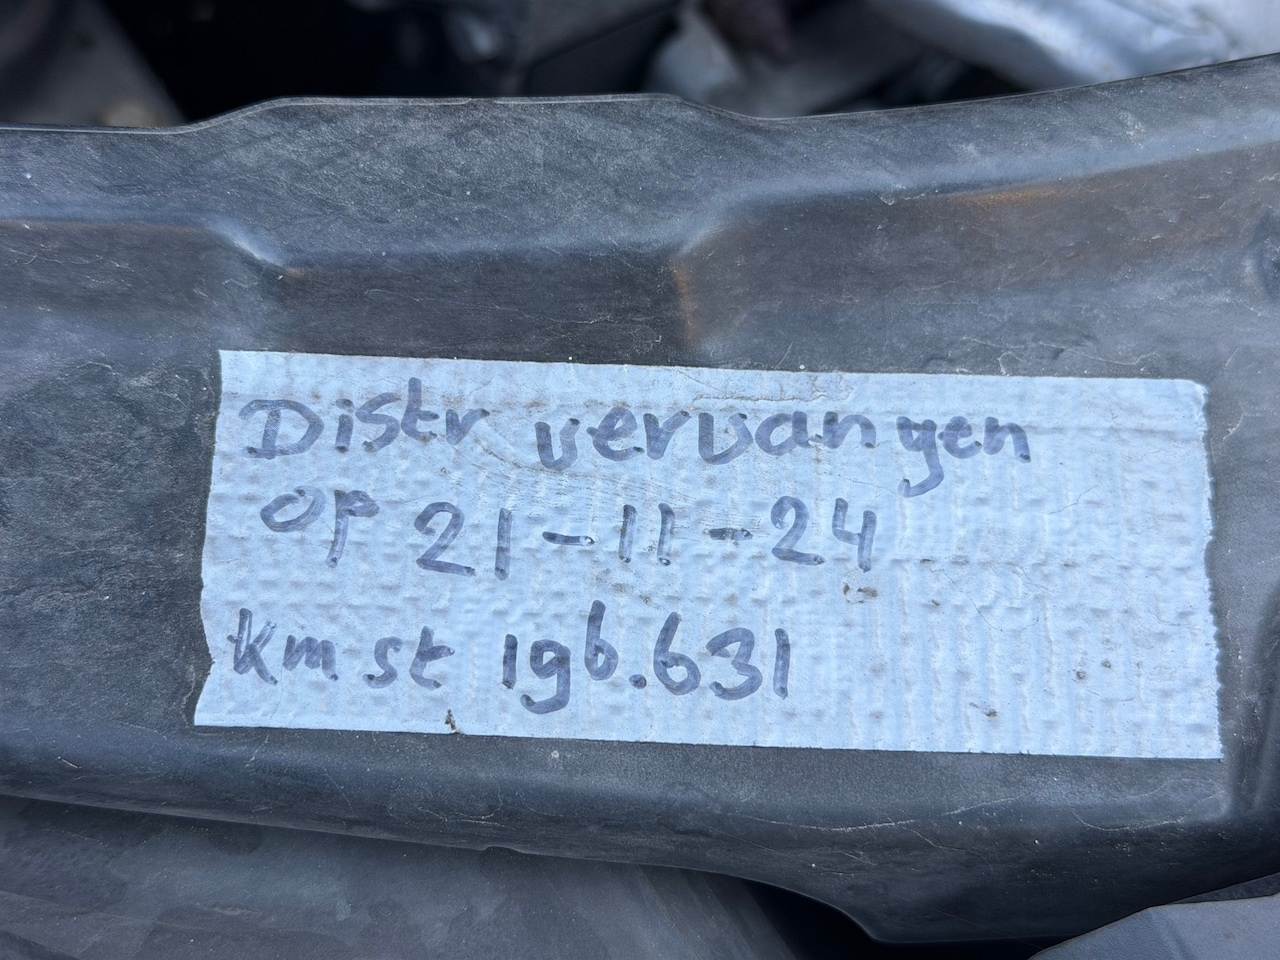 Distr vervangen
op 21-11-24
km st 196.631